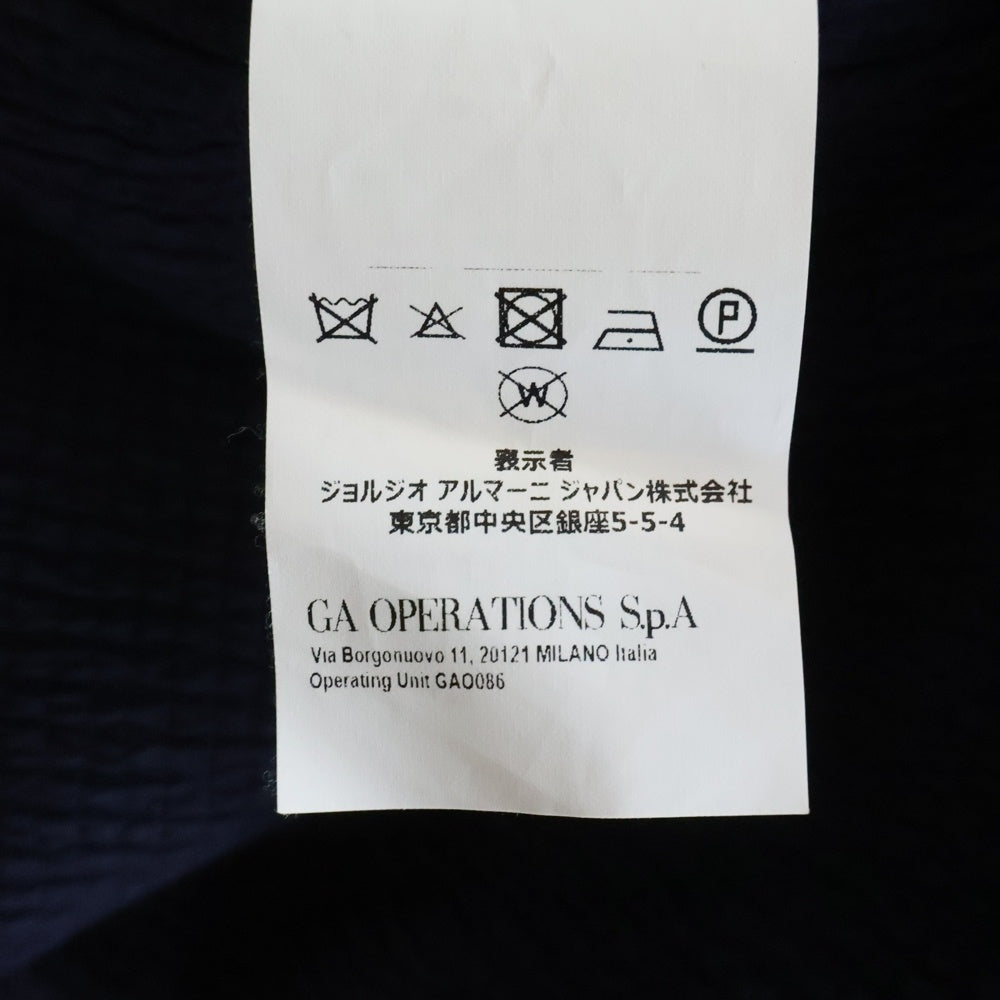 P
W
表示者
ジョルジオ アルマーニ ジャパン株式会社
東京都中央区銀座5-5-4
GA OPERATIONS S.p.A
Via Borgonuovo 11, 20121 MILANO Italia
Operating Unit GAO086